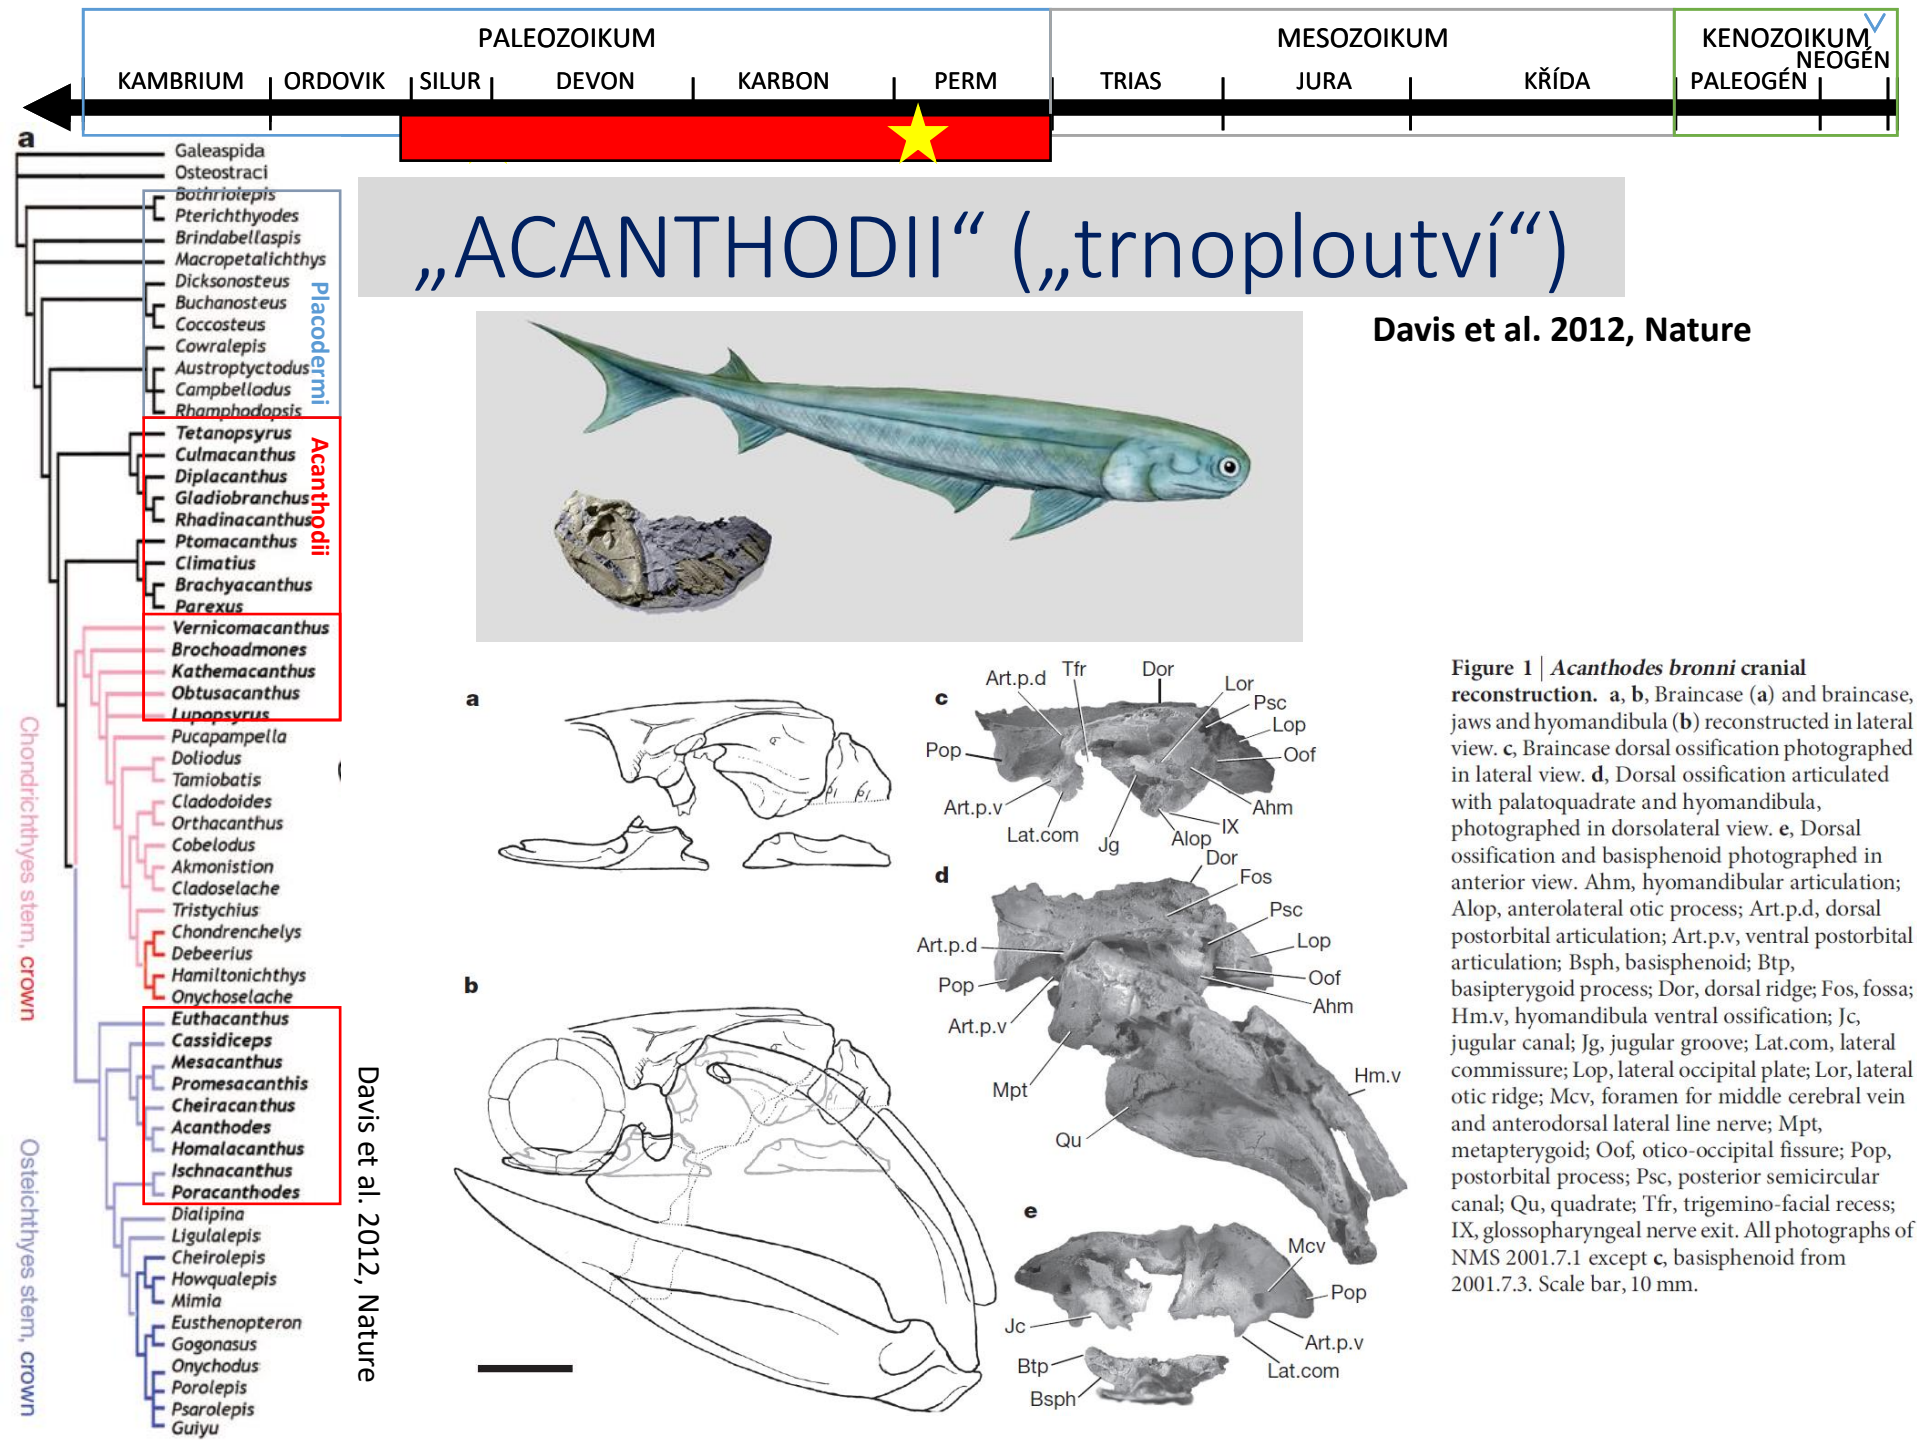 PALEOZOIKUM
MESOZOIKUM
KENOZOIKUM
KAMBRIUM
ORDOVIK
SILUR
DEVON
KARBON
PERM
TRIAS
JURA
KŘÍDA
PALEOGÉN
NEOGÉN
„ACANTHODII“ („trnoploutví“)
Davis et al. 2012, Nature
a
Galeaspida
Osteostraci
Bothriolepis
Pterichthyodes
Brindabellaspis
Macropetalichthys
Dicksonosteus
Buchanosteus
Coccosteus
Cowralepis
Austroptyctodus
Campbellodus
Rhamphodopsis
Placodermi
Tetanopsyrus
Culmacanthus
Diplacanthus
Gladiobranchus
Rhadinacanthus
Ptomacanthus
Climatius
Brachyacanthus
Parexus
Acanthodii
Vernicomacanthus
Brochoadmones
Kathemacanthus
Obtusacanthus
Lupopsyrus
Pucapampella
Doliodus
Tamiobatis
Cladodoides
Orthacanthus
Cobelodus
Akmonistion
Cladoselache
Tristychius
Chondrenchelys
Debeerius
Hamiltonichthys
Onychoselache
Chondrichthyes stem, crown
Euthacanthus
Cassidiceps
Mesacanthus
Promesacanthis
Cheiracanthus
Acanthodes
Homalacanthus
Ischnacanthus
Poracanthodes
Dialipina
Ligulalepis
Cheirolepis
Howqualepis
Mimia
Eusthenopteron
Gogonasus
Onychodus
Porolepis
Psarolepis
Guiyu
Osteichthyes stem, crown
Davis et al. 2012, Nature
a
b
c
Art.p.d
Tfr
Dor
Lor
Psc
Lop
Oof
Pop
Art.p.v
Lat.com
Jg
Alop
IX
Ahm
d
Dor
Fos
Psc
Lop
Oof
Ahm
Art.p.d
Pop
Art.p.v
Mpt
Qu
Hm.v
e
Mcv
Pop
Jc
Art.p.v
Btp
Lat.com
Bsph
Figure 1 | Acanthodes bronni cranial
reconstruction. a, b, Braincase (a) and braincase,
jaws and hyomandibula (b) reconstructed in lateral
view. c, Braincase dorsal ossification photographed
in lateral view. d, Dorsal ossification articulated
with palatoquadrate and hyomandibula,
photographed in dorsolateral view. e, Dorsal
ossification and basisphenoid photographed in
anterior view. Ahm, hyomandibular articulation;
Alop, anterolateral otic process; Art.p.d, dorsal
postorbital articulation; Art.p.v, ventral postorbital
articulation; Bsph, basisphenoid; Btp,
basipterygoid process; Dor, dorsal ridge; Fos, fossa;
Hm.v, hyomandibula ventral ossification; Jc,
jugular canal; Jg, jugular groove; Lat.com, lateral
commissure; Lop, lateral occipital plate; Lor, lateral
otic ridge; Mcv, foramen for middle cerebral vein
and anterodorsal lateral line nerve; Mpt,
metapterygoid; Oof, otico-occipital fissure; Pop,
postorbital process; Psc, posterior semicircular
canal; Qu, quadrate; Tfr, trigemino-facial recess;
IX, glossopharyngeal nerve exit. All photographs of
NMS 2001.7.1 except c, basisphenoid from
2001.7.3. Scale bar, 10 mm.